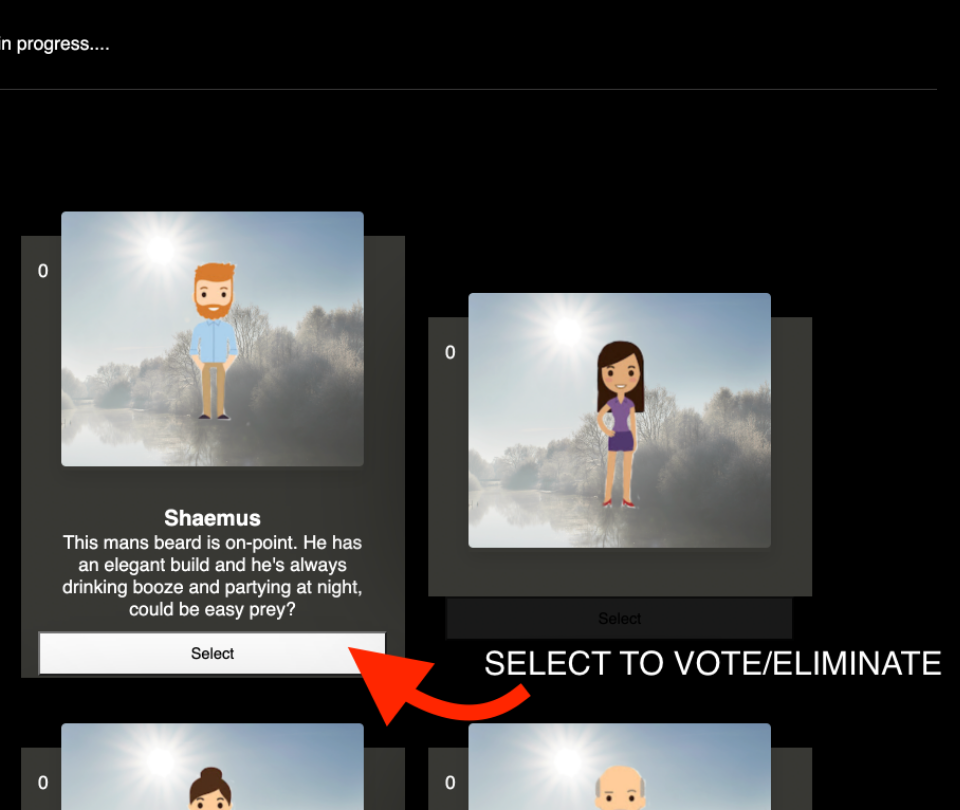 in progress....
0
0
Shaemus
This mans beard is on-point. He has
an elegant build and he's always
drinking booze and partying at night,
could be easy prey?
Select
Select
SELECT TO VOTE/ELIMINATE
0
0